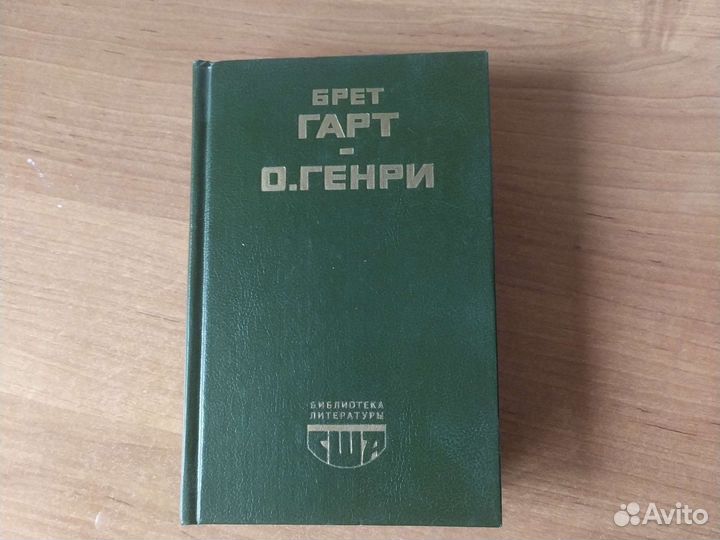 БРЕТ
ГАРТ
-
О.ГЕНРИ
БИБЛИОТЕКА
ЛИТЕРАТУРЫ
США
Avito